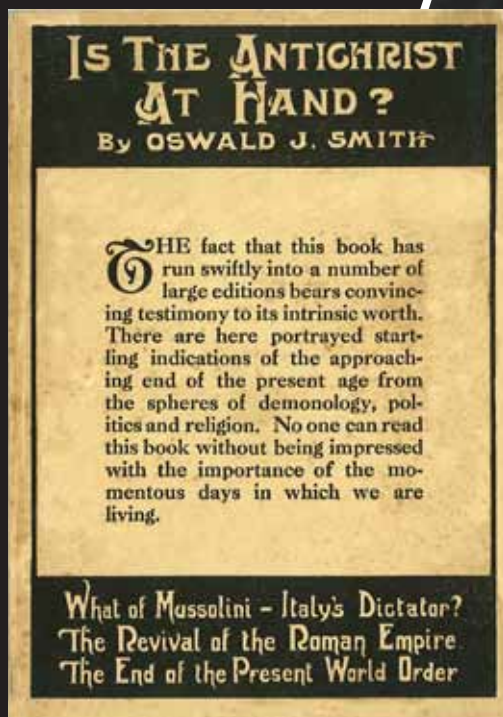 IS THE ANTICHRIST
AT HAND?
By OSWALD J. SMITH
THE fact that this book has
run swiftly into a number of
large editions bears convinc-
ing testimony to its intrinsic worth.
There are here portrayed start-
ling indications of the approach-
ing end of the present age from
the spheres of demonology, pol-
itics and religion. No one can read
this book without being impressed
with the importance of the mo-
mentous days in which we are
living.
What of Mussolini – Italy's Dictator?
The Revival of the Roman Empire
The End of the Present World Order